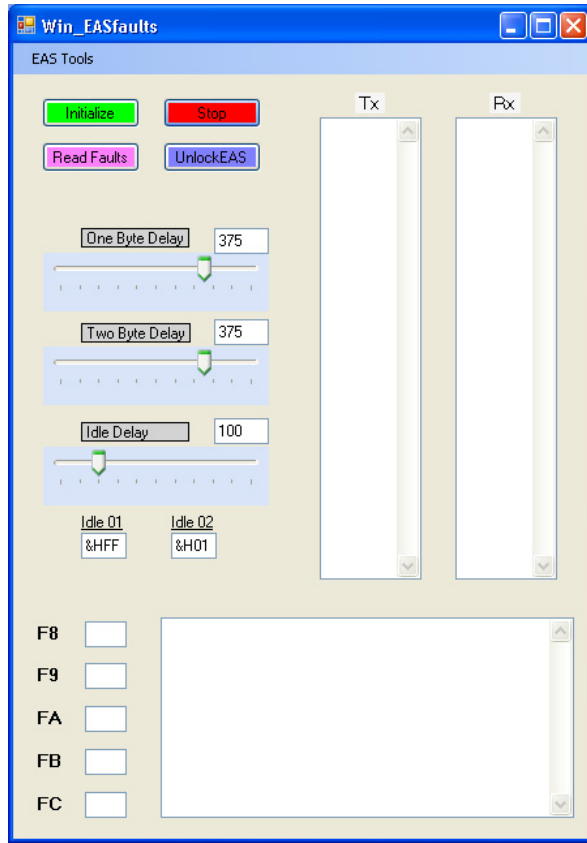 Win_EASfaults
EAS Tools
Initialize
Stop
Read Faults
UnlockEAS
Tx
Rx
One Byte Delay
375
Two Byte Delay
375
Idle Delay
100
Idle 01
Idle 02
&HFF
&H01
F8
F9
FA
FB
FC